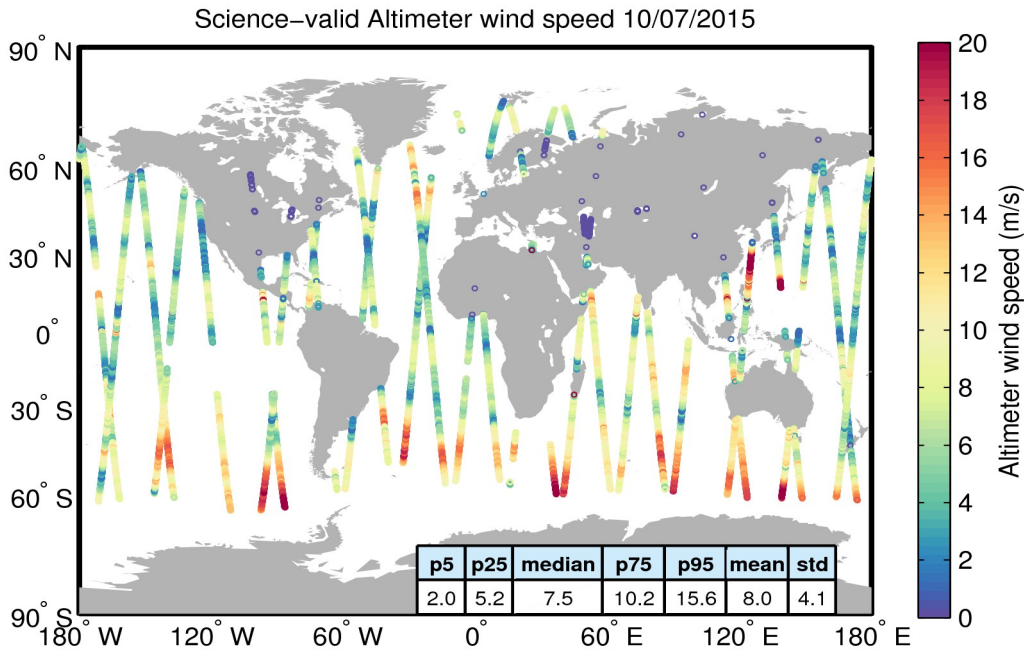 Science−valid Altimeter wind speed 10/07/2015
90° N
60° N
30° N
0°
30° S
60° S
90° S
180° W
120° W
60° W
0°
60° E
120° E
180° E
p5 p25 median p75 p95 mean std
2.0 5.2 7.5 10.2 15.6 8.0 4.1
20
18
16
14
12
10
8
6
4
2
0
Altimeter wind speed (m/s)